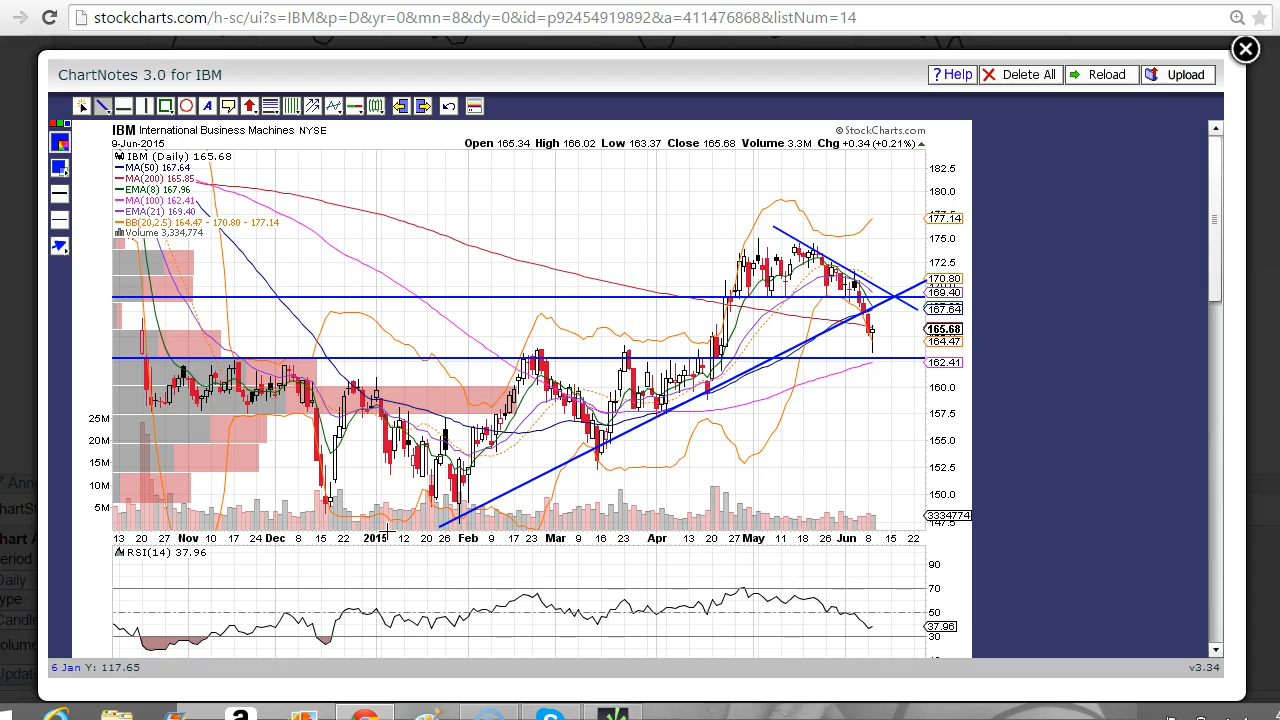 stockcharts.com/h-sc/ui?s=IBM&p=D&yr=0&mn=8&dy=0&id=p92454919892&a=411476868&listNum=14
ChartNotes 3.0 for IBM
? Help Delete All Reload Upload
IBM International Business Machines NYSE
© StockCharts.com
9-Jun-2015
High 166.02 Low 163.37 Close 165.68 Volume 3.3M Chg +0.34 (+0.21%)
IBM (Daily) 165.68
MA(50) 167.64
MA(200) 165.85
EMA(8) 167.96
MA(100) 162.41
EMA(21) 169.40
BB(20,2.5) 164.47 - 170.80 - 177.14
Volume 3,334,774
182.5
180.0
177.14
175.0
172.5
170.80
169.40
167.64
165.68
164.47
162.41
160.0
157.5
155.0
152.5
150.0
3334774
147.5
25M
20M
15M
10M
5M
13 20 27 Nov 10 17 24 Dec 8 15 22 2015 12 20 26 Feb 9 17 23 Mar 9 16 23 Apr 13 20 27 May 11 18 26 Jun 8 15 22
RSI(14) 37.96
90
70
50
37.96
30
6 Jan Y: 117.65
v3.34